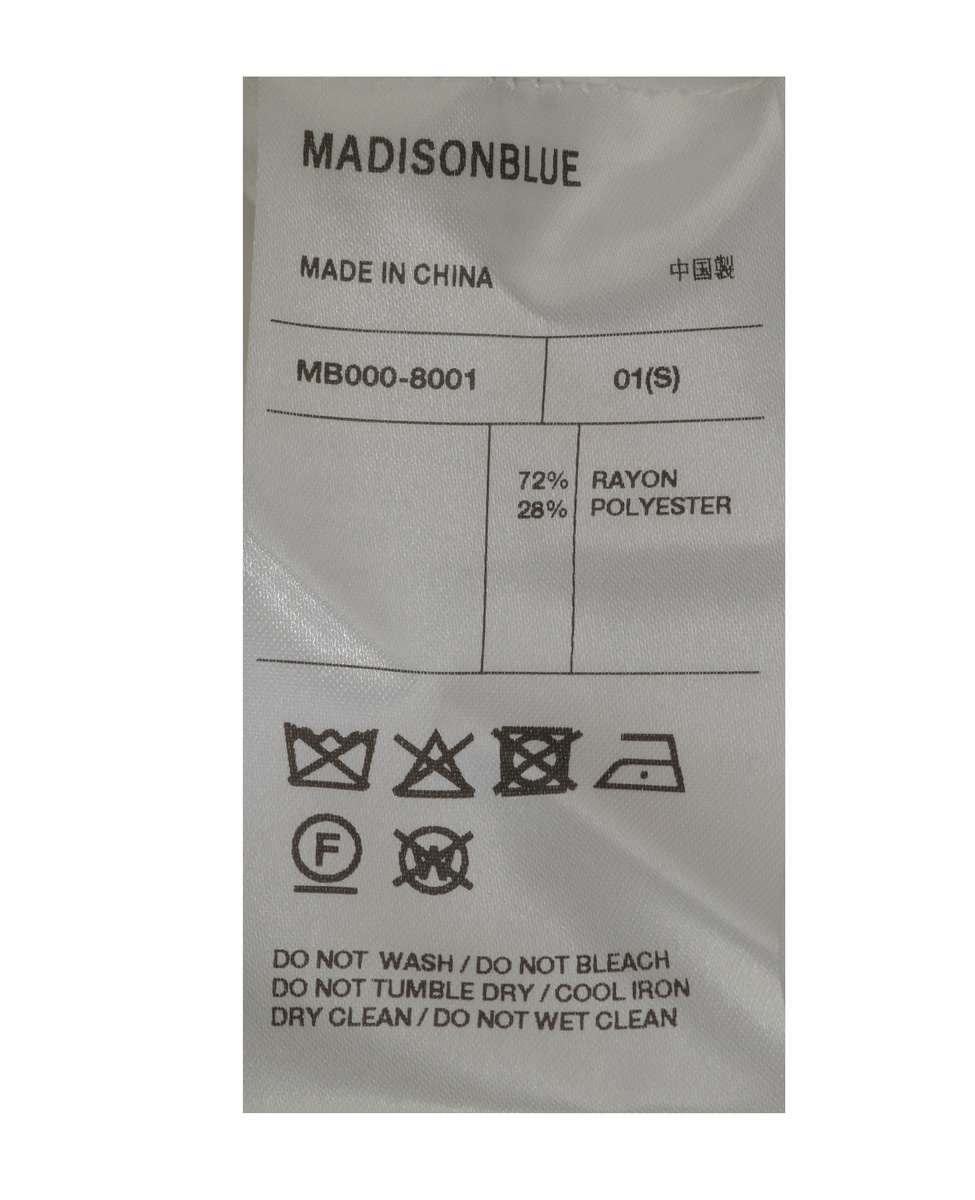 MADISONBLUE
MADE IN CHINA 中国製
MB000-8001 01(S)
72% RAYON
28% POLYESTER
F W
DO NOT WASH / DO NOT BLEACH
DO NOT TUMBLE DRY / COOL IRON
DRY CLEAN / DO NOT WET CLEAN